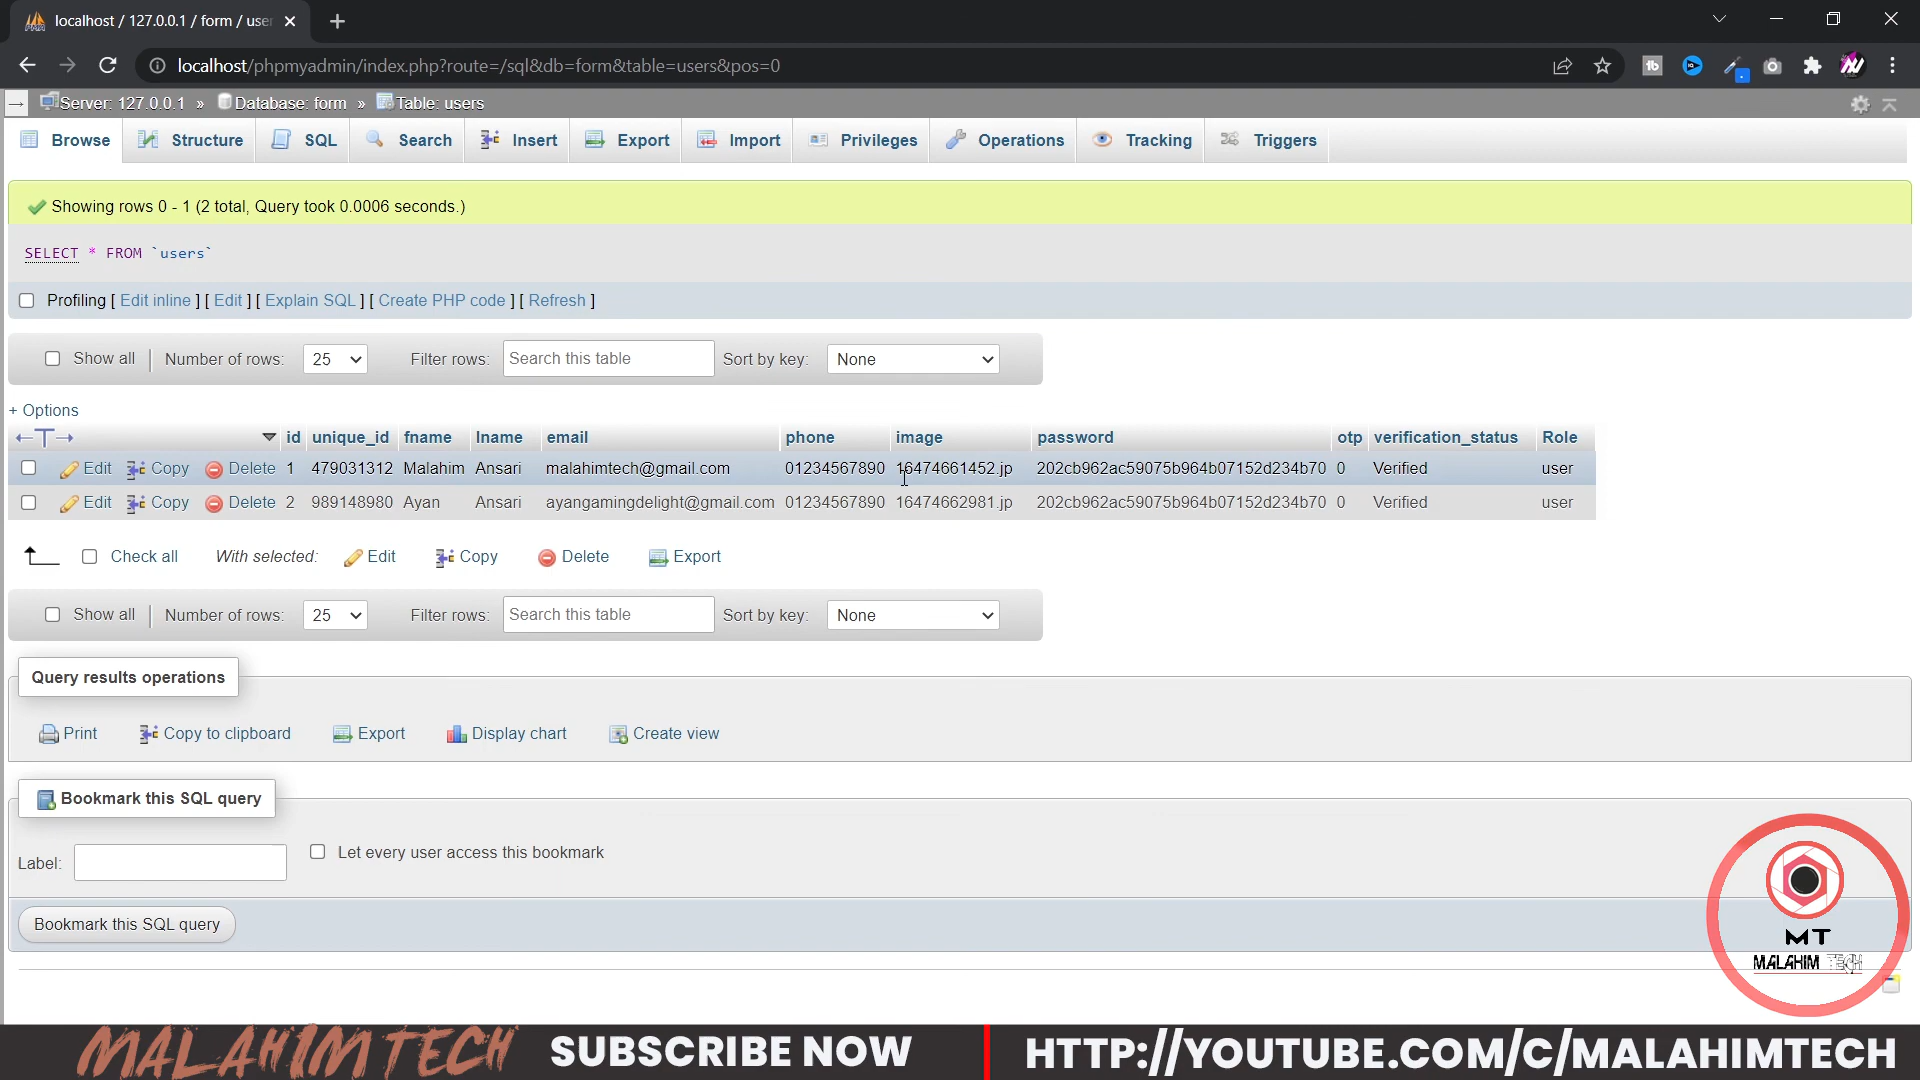 localhost / 127.0.0.1 / form / user
localhost/phpmyadmin/index.php?route=/sql&db=form&table=users&pos=0
Server: 127.0.0.1 » Database: form » Table: users
Browse Structure SQL Search Insert Export Import Privileges Operations Tracking Triggers
Showing rows 0 - 1 (2 total, Query took 0.0006 seconds.)
SELECT * FROM `users`
Profiling [ Edit inline ] [ Edit ] [ Explain SQL ] [ Create PHP code ] [ Refresh ]
Show all | Number of rows: 25 Filter rows: Search this table Sort by key: None
+ Options
←T→ id unique_id fname lname email phone image password otp verification_status Role
Edit Copy Delete 1 479031312 Malahim Ansari malahimtech@gmail.com 01234567890 16474661452.jp 202cb962ac59075b964b07152d234b70 0 Verified user
Edit Copy Delete 2 989148980 Ayan Ansari ayangamingdelight@gmail.com 01234567890 16474662981.jp 202cb962ac59075b964b07152d234b70 0 Verified user
Check all With selected: Edit Copy Delete Export
Show all | Number of rows: 25 Filter rows: Search this table Sort by key: None
Query results operations
Print Copy to clipboard Export Display chart Create view
Bookmark this SQL query
Label: Let every user access this bookmark
Bookmark this SQL query
MT
MALAHIM TECH
MALAHIM TECH SUBSCRIBE NOW HTTP://YOUTUBE.COM/C/MALAHIMTECH